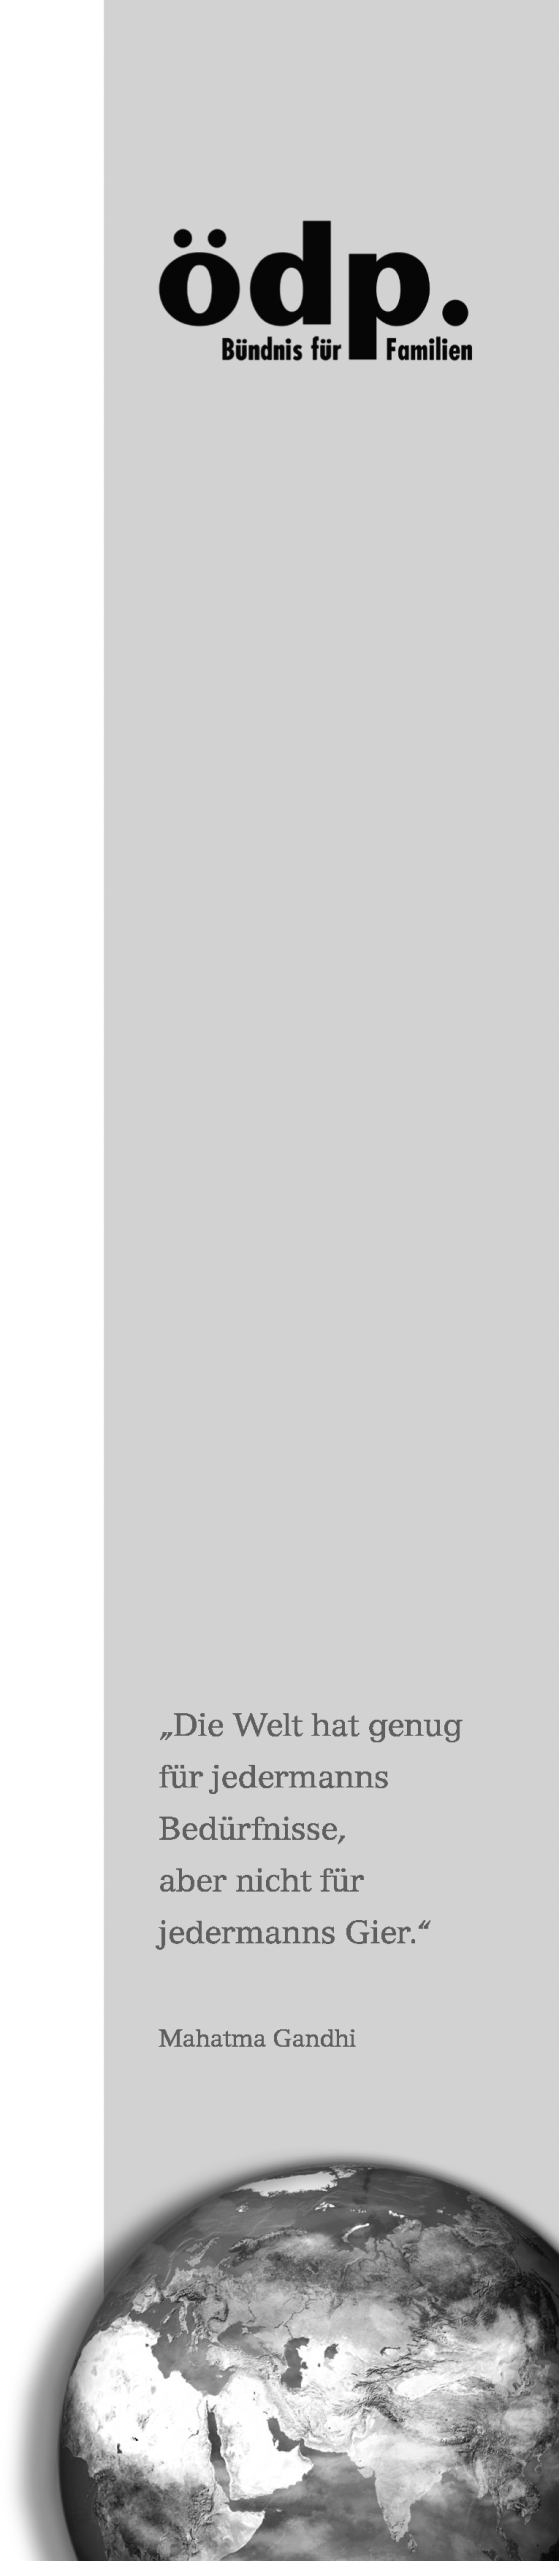 ödp.
Bündnis für Familien
„Die Welt hat genug
für jedermanns
Bedürfnisse,
aber nicht für
jedermanns Gier.“
Mahatma Gandhi